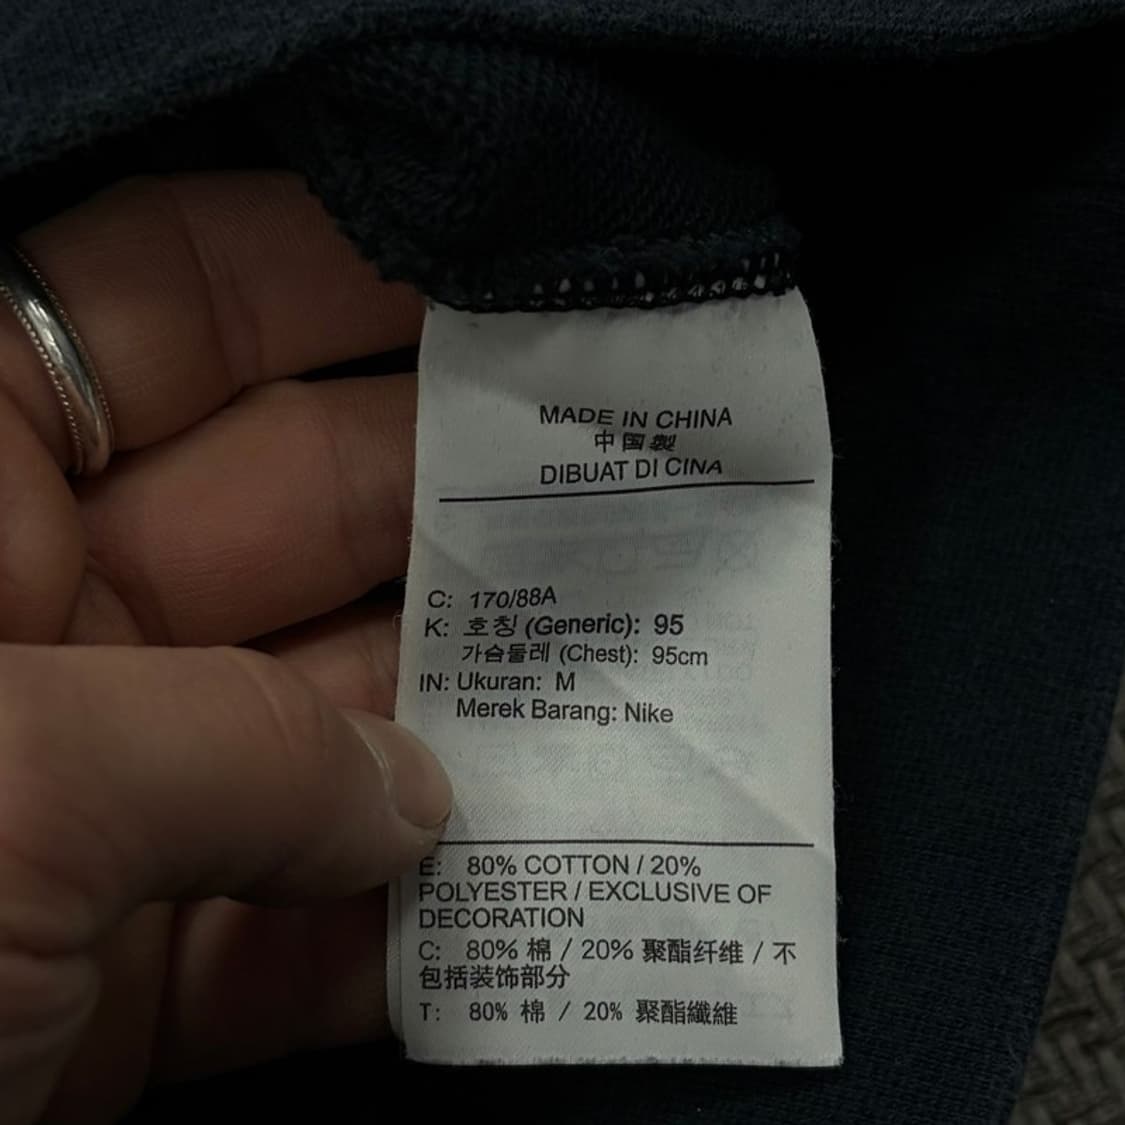 MADE IN CHINA
中国製
DIBUAT DI CINA
C: 170/88A
K: 호칭 (Generic): 95
가슴둘레 (Chest): 95cm
IN: Ukuran: M
Merek Barang: Nike
E: 80% COTTON / 20%
POLYESTER / EXCLUSIVE OF
DECORATION
C: 80% 棉 / 20% 聚酯纤维 / 不
包括装饰部分
T: 80% 棉 / 20% 聚酯纖維